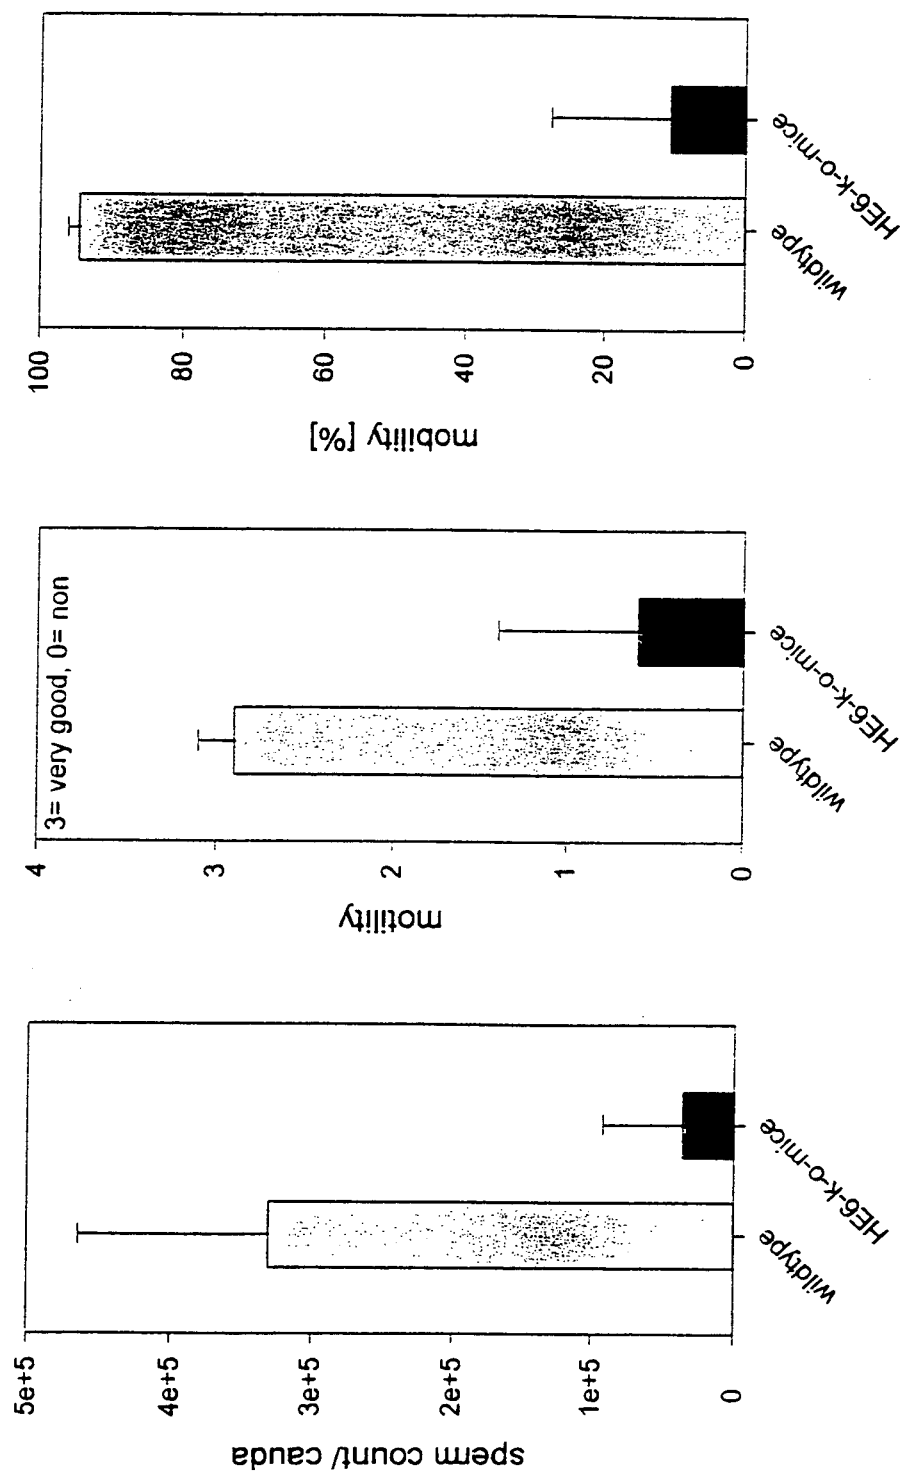 sperm count/ cauda
5e+5
4e+5
3e+5
2e+5
1e+5
0
wildtype
HE6-k-o-mice
motility
4
3
2
1
0
3= very good, 0= non
wildtype
HE6-k-o-mice
mobility [%]
100
80
60
40
20
0
wildtype
HE6-k-o-mice